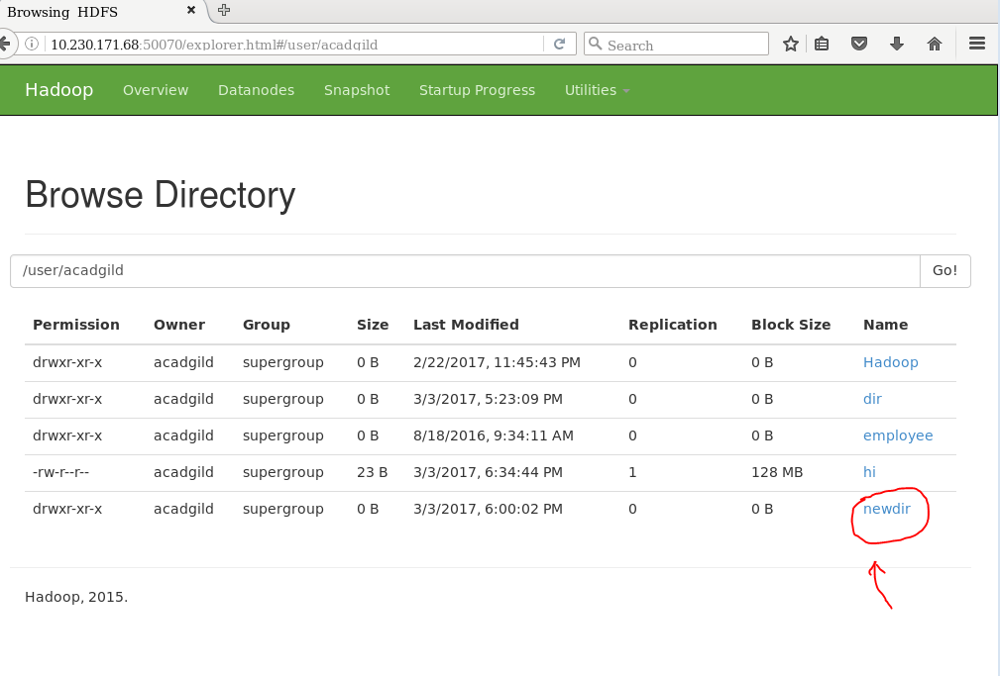 Browsing HDFS
10.230.171.68:50070/explorer.html#/user/acadgild
Search
Hadoop Overview Datanodes Snapshot Startup Progress Utilities
Browse Directory
/user/acadgild Go!
Permission Owner Group Size Last Modified Replication Block Size Name
drwxr-xr-x acadgild supergroup 0 B 2/22/2017, 11:45:43 PM 0 0 B Hadoop
drwxr-xr-x acadgild supergroup 0 B 3/3/2017, 5:23:09 PM 0 0 B dir
drwxr-xr-x acadgild supergroup 0 B 8/18/2016, 9:34:11 AM 0 0 B employee
-rw-r--r-- acadgild supergroup 23 B 3/3/2017, 6:34:44 PM 1 128 MB hi
drwxr-xr-x acadgild supergroup 0 B 3/3/2017, 6:00:02 PM 0 0 B newdir
Hadoop, 2015.